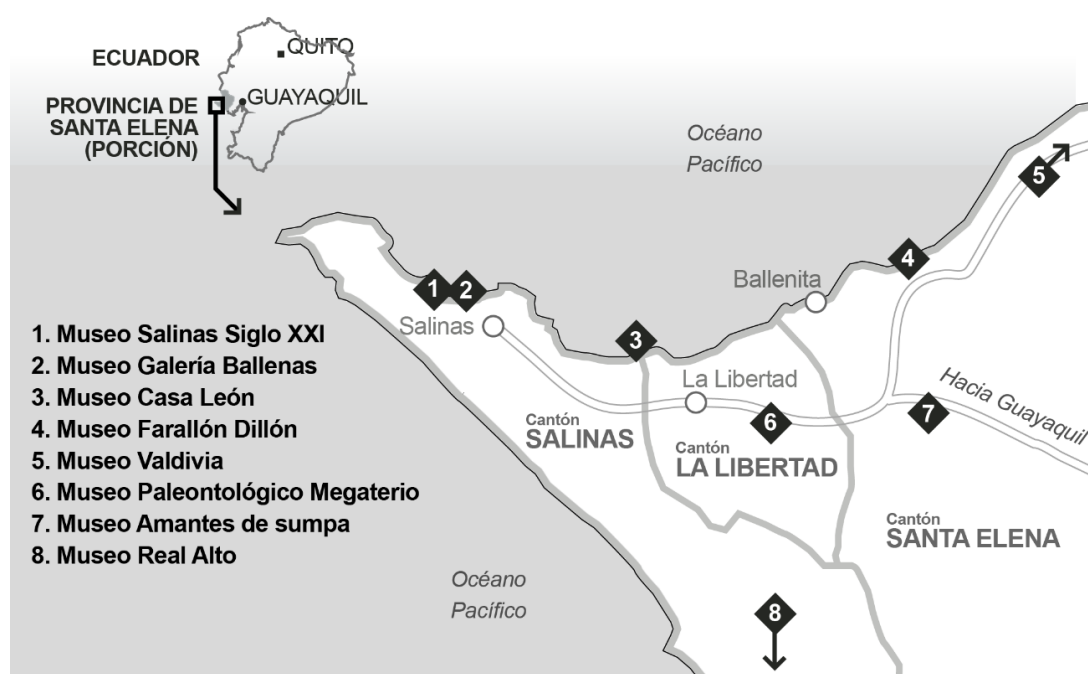 QUITO
ECUADOR
GUAYAQUIL
PROVINCIA DE
SANTA ELENA
(PORCIÓN)
Océano
Pacífico
5
4
Ballenita
1
2
Salinas
3
1. Museo Salinas Siglo XXI
2. Museo Galería Ballenas
3. Museo Casa León
4. Museo Farallón Dillón
5. Museo Valdivia
6. Museo Paleontológico Megaterio
7. Museo Amantes de sumpa
8. Museo Real Alto
La Libertad
Hacia Guayaquil
6
7
Cantón
SALINAS
Cantón
LA LIBERTAD
Cantón
SANTA ELENA
Océano
Pacífico
8